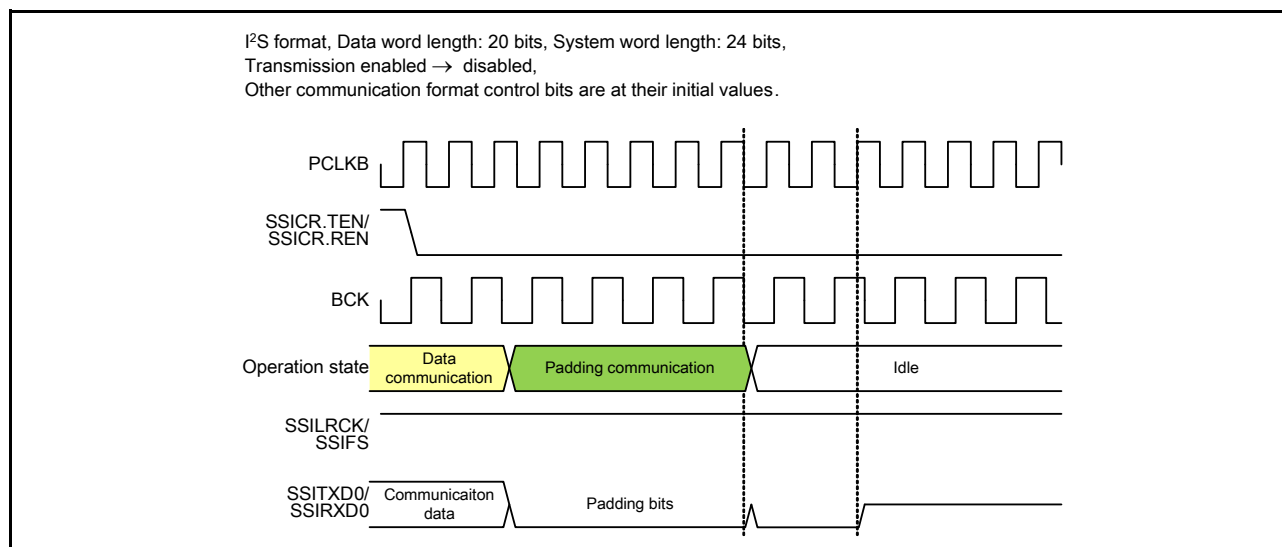 I²S format, Data word length: 20 bits, System word length: 24 bits,
Transmission enabled → disabled,
Other communication format control bits are at their initial values.
PCLKB
SSICR.TEN/
SSICR.REN
BCK
Operation state
Data
communication
Padding communication
Idle
SSILRCK/
SSIFS
SSITXD0/
SSIRXD0
Communicaiton
data
Padding bits